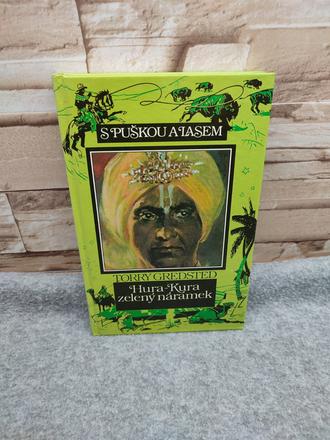 S PUŠKOU A LASEM
TORRY GREDSTED
Hura-Kura
zelený náramek